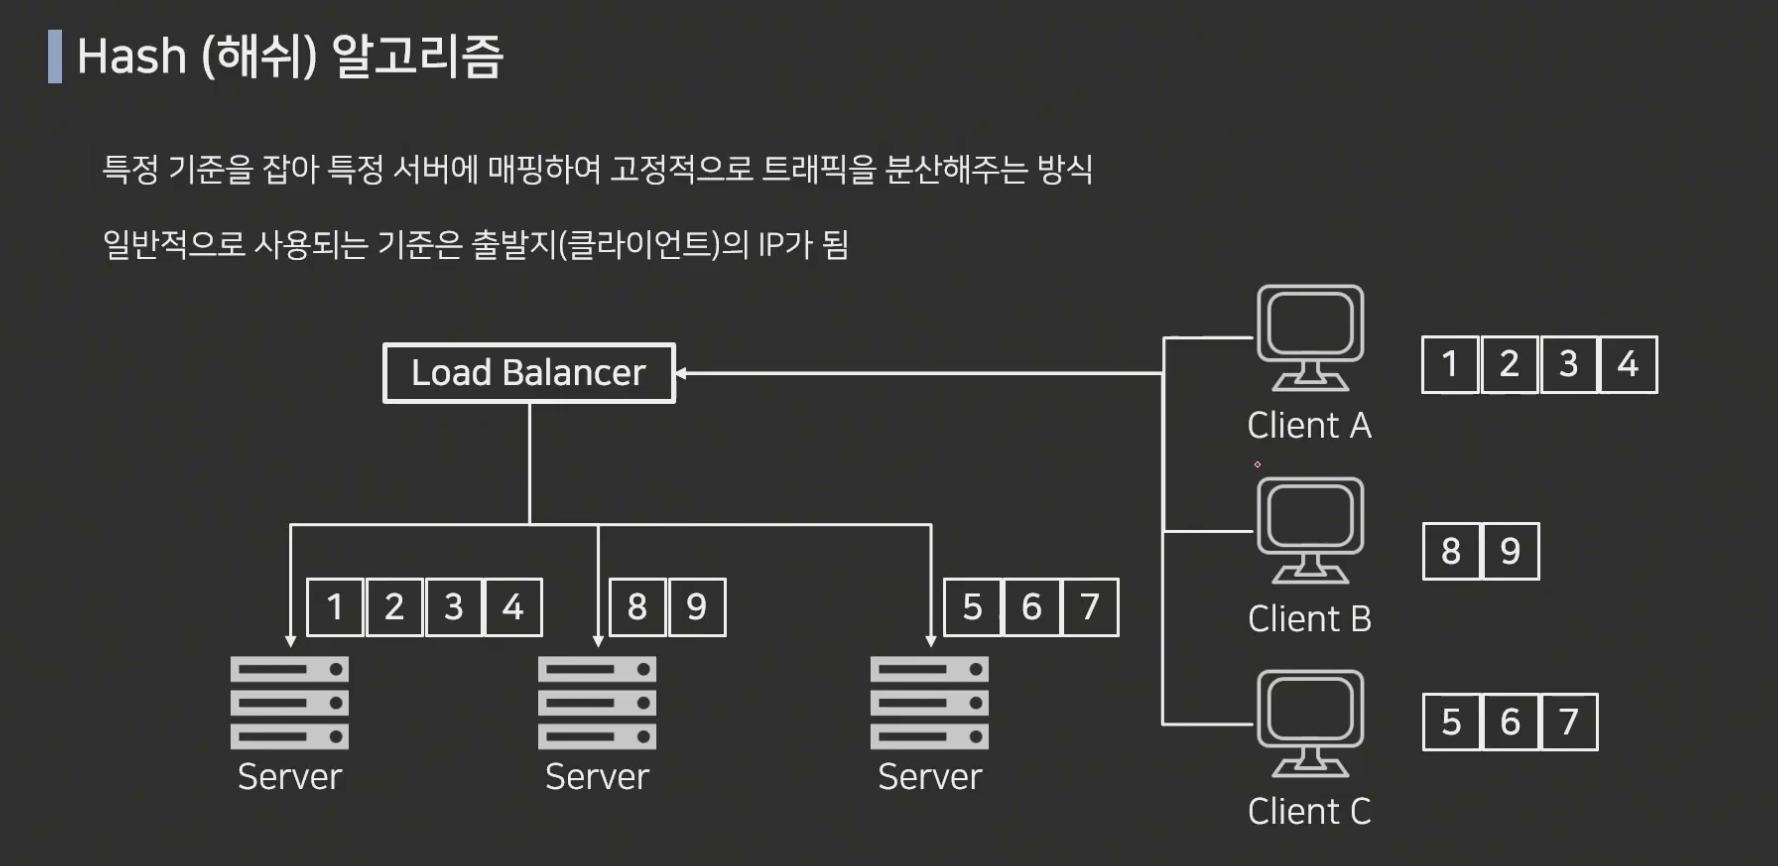 Hash (해쉬) 알고리즘
특정 기준을 잡아 특정 서버에 매핑하여 고정적으로 트래픽을 분산해주는 방식
일반적으로 사용되는 기준은 출발지(클라이언트)의 IP가 됨
Load Balancer
1 2 3 4
Client A
8 9
Client B
1 2 3 4
8 9
5 6 7
Server
Server
Server
5 6 7
Client C